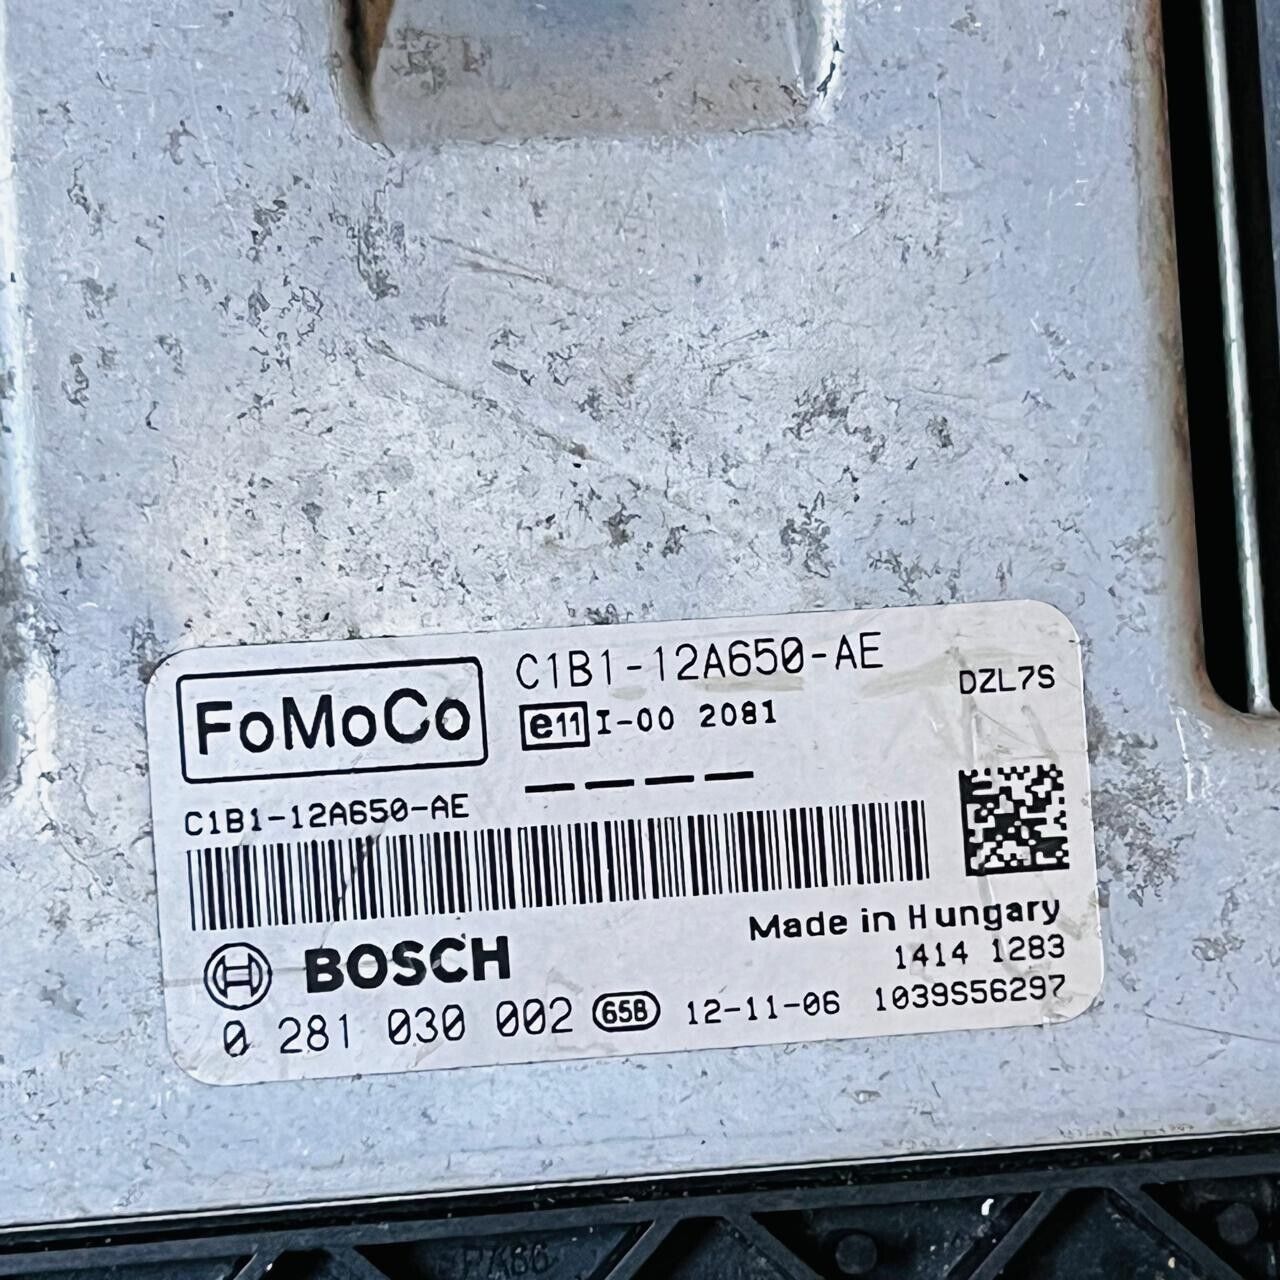 C1B1-12A650-AE
DZL7S
FoMoCo
e11 I-00 2081
C1B1-12A650-AE
Made in Hungary
BOSCH
1414 1283
0 281 030 002 65B 12-11-06 1039S56297